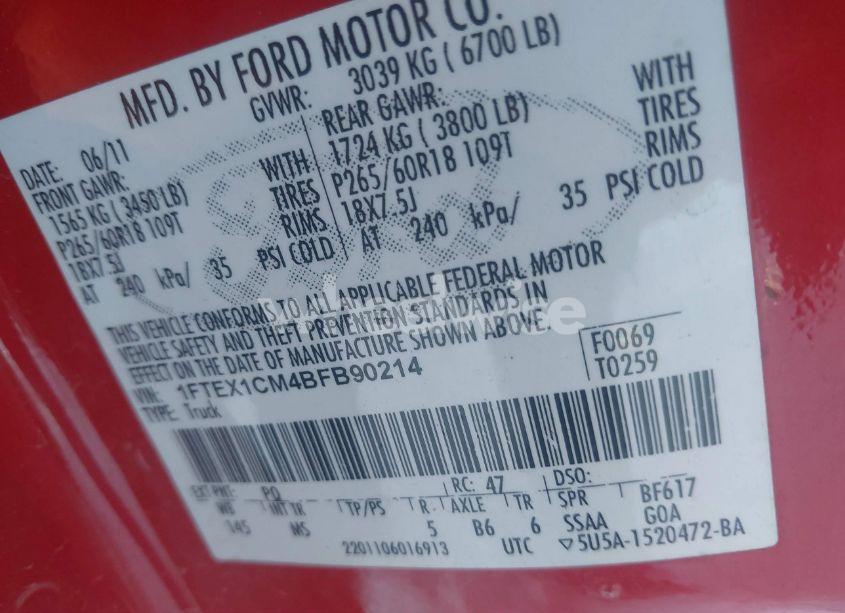 MFD. BY FORD MOTOR CO.
DATE: 06/11
GVWR: 3039 KG ( 6700 LB)
FRONT GAWR:
1565 KG ( 3450 LB)
P265/60R18 109T
18X7.5J
AT 240 kPa/ 35 PSI COLD
WITH
TIRES
RIMS
REAR GAWR:
1724 KG ( 3800 LB)
P265/60R18 109T
18X7.5J
AT 240 kPa/ 35 PSI COLD
WITH
TIRES
RIMS
THIS VEHICLE CONFORMS TO ALL APPLICABLE FEDERAL MOTOR
VEHICLE SAFETY AND THEFT PREVENTION STANDARDS IN
EFFECT ON THE DATE OF MANUFACTURE SHOWN ABOVE.
VIN: 1FTEX1CM4BFB90214
TYPE: Truck
F0069
T0259
EXT PNT: PQ RC: 47 DSO:
WB INT TR TP/PS R AXLE TR SPR BF617
145 MS 5 B6 6 SSAA GOA
2201106016913 UTC ▽5U5A-1520472-BA